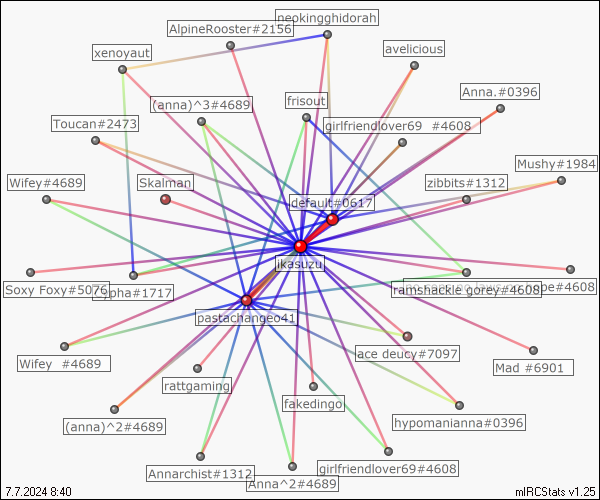 neokingghidorah
AlpineRooster#2156
xenoyaut
avelicious
Anna.#0396
(anna)^3#4689
frisout
Toucan#2473
girlfriendlover69 #4608
Mushy#1984
Wifey#4689
Skalman
zibbits#1312
default#0617
ikasuzu
Soxy Foxy#5076
ypha#1717
ramshackle gorey#4608
pe#4608
pastachangeo41
Wifey #4689
ace deucy#7097
Mad #6901
rattgaming
fakedingo
hypomanianna#0396
(anna)^2#4689
Annarchist#1312
Anna^2#4689
girlfriendlover69#4608
7.7.2024 8:40
mIRCStats v1.25